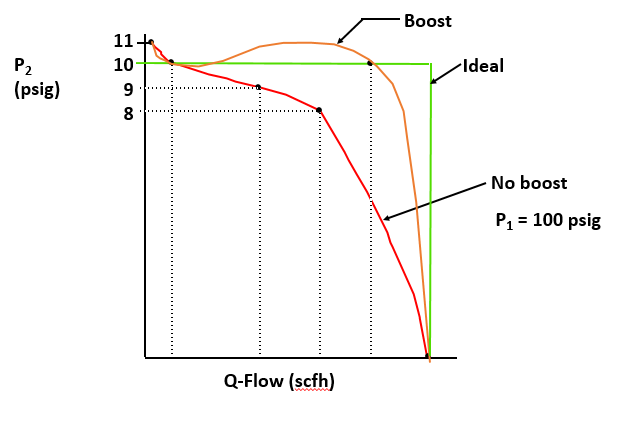 Boost
11
P₂
(psig)
10
Ideal
9
8
No boost
P₁ = 100 psig
Q-Flow (scfh)